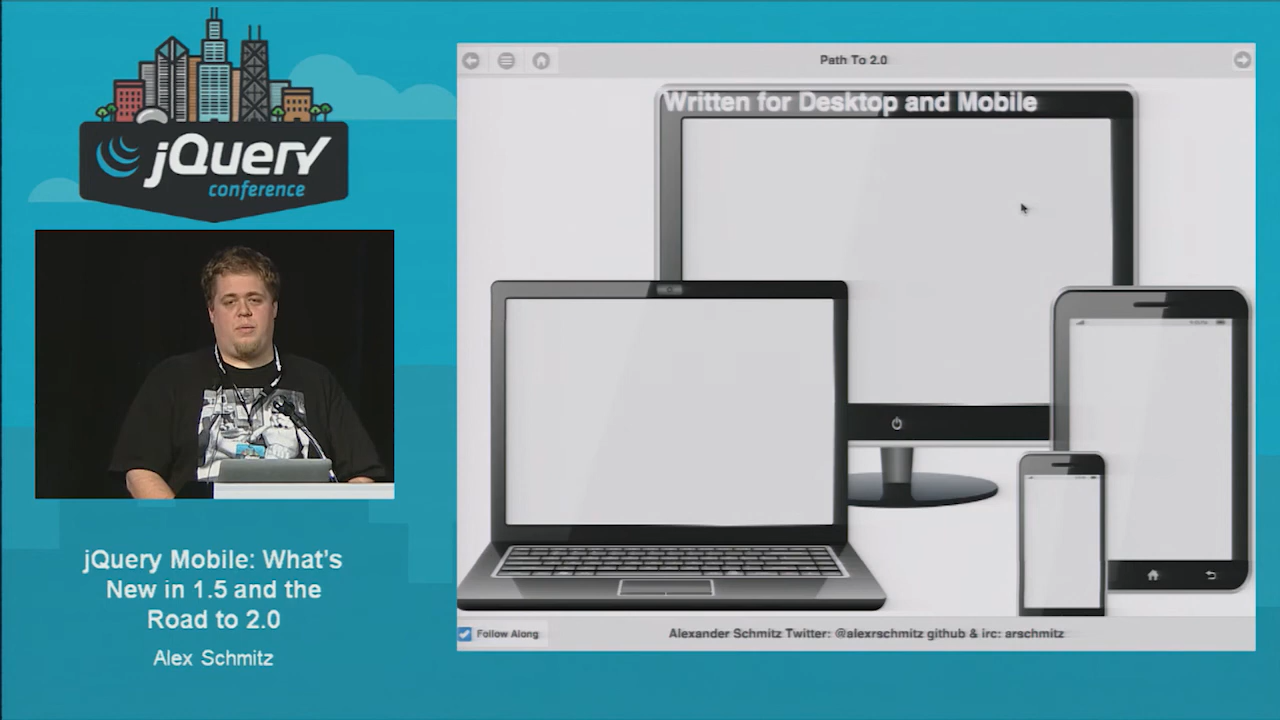 jQuery
conference
jQuery Mobile: What's
New in 1.5 and the
Road to 2.0
Alex Schmitz
Path To 2.0
Written for Desktop and Mobile
Follow Along
Alexander Schmitz Twitter: @alexrschmitz github & irc: arschmitz